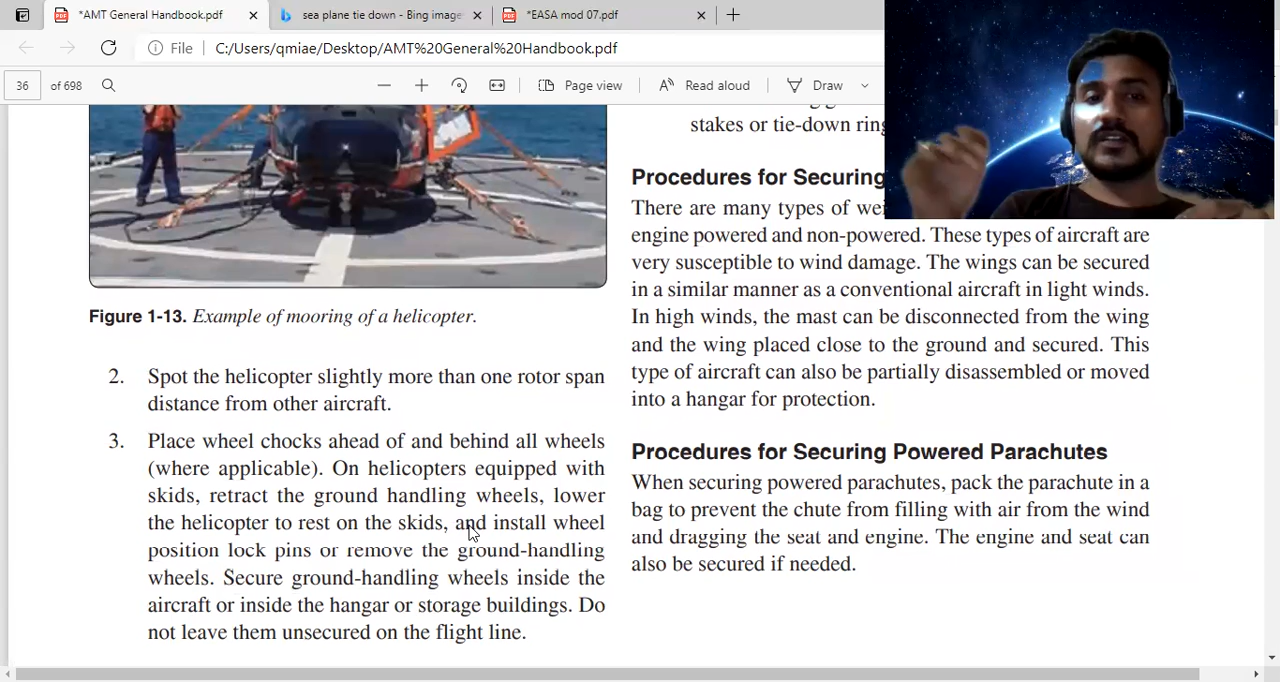 *AMT General Handbook.pdf
sea plane tie down - Bing image
*EASA mod 07.pdf
File
C:/Users/qmiae/Desktop/AMT%20General%20Handbook.pdf
36
of 698
Page view
Read aloud
Draw
Figure 1-13. Example of mooring of a helicopter.
2. Spot the helicopter slightly more than one rotor span
distance from other aircraft.
3. Place wheel chocks ahead of and behind all wheels
(where applicable). On helicopters equipped with
skids, retract the ground handling wheels, lower
the helicopter to rest on the skids, and install wheel
position lock pins or remove the ground-handling
wheels. Secure ground-handling wheels inside the
aircraft or inside the hangar or storage buildings. Do
not leave them unsecured on the flight line.
stakes or tie-down ring
Procedures for Securing
There are many types of wei
engine powered and non-powered. These types of aircraft are
very susceptible to wind damage. The wings can be secured
in a similar manner as a conventional aircraft in light winds.
In high winds, the mast can be disconnected from the wing
and the wing placed close to the ground and secured. This
type of aircraft can also be partially disassembled or moved
into a hangar for protection.
Procedures for Securing Powered Parachutes
When securing powered parachutes, pack the parachute in a
bag to prevent the chute from filling with air from the wind
and dragging the seat and engine. The engine and seat can
also be secured if needed.